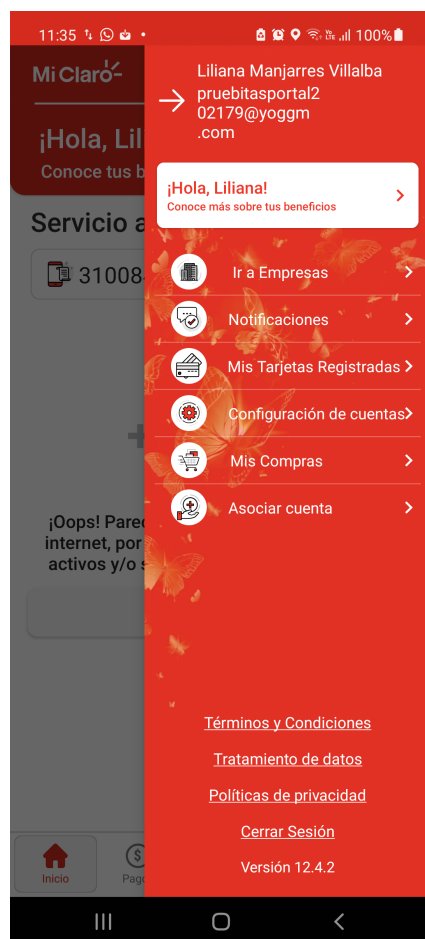 11:35
100%
Mi Claro
Liliana Manjarres Villalba
pruebitasportal2
02179@yoggm
.com
¡Hola, Lil
Conoce tus b
¡Hola, Liliana!
Conoce más sobre tus beneficios
Servicio a
31008
Ir a Empresas
Notificaciones
Mis Tarjetas Registradas
Configuración de cuentas
Mis Compras
Asociar cuenta
¡Oops! Pare
internet, por
activos y/o s
Términos y Condiciones
Tratamiento de datos
Políticas de privacidad
Cerrar Sesión
Versión 12.4.2
Inicio
Pag